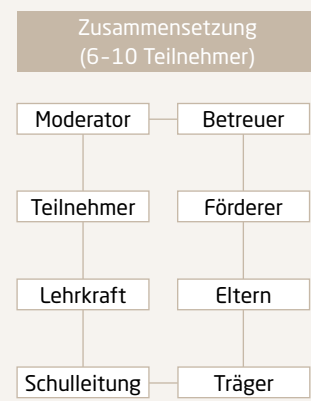 Zusammensetzung
(6–10 Teilnehmer)
Moderator
Betreuer
Teilnehmer
Förderer
Lehrkraft
Eltern
Schulleitung
Träger